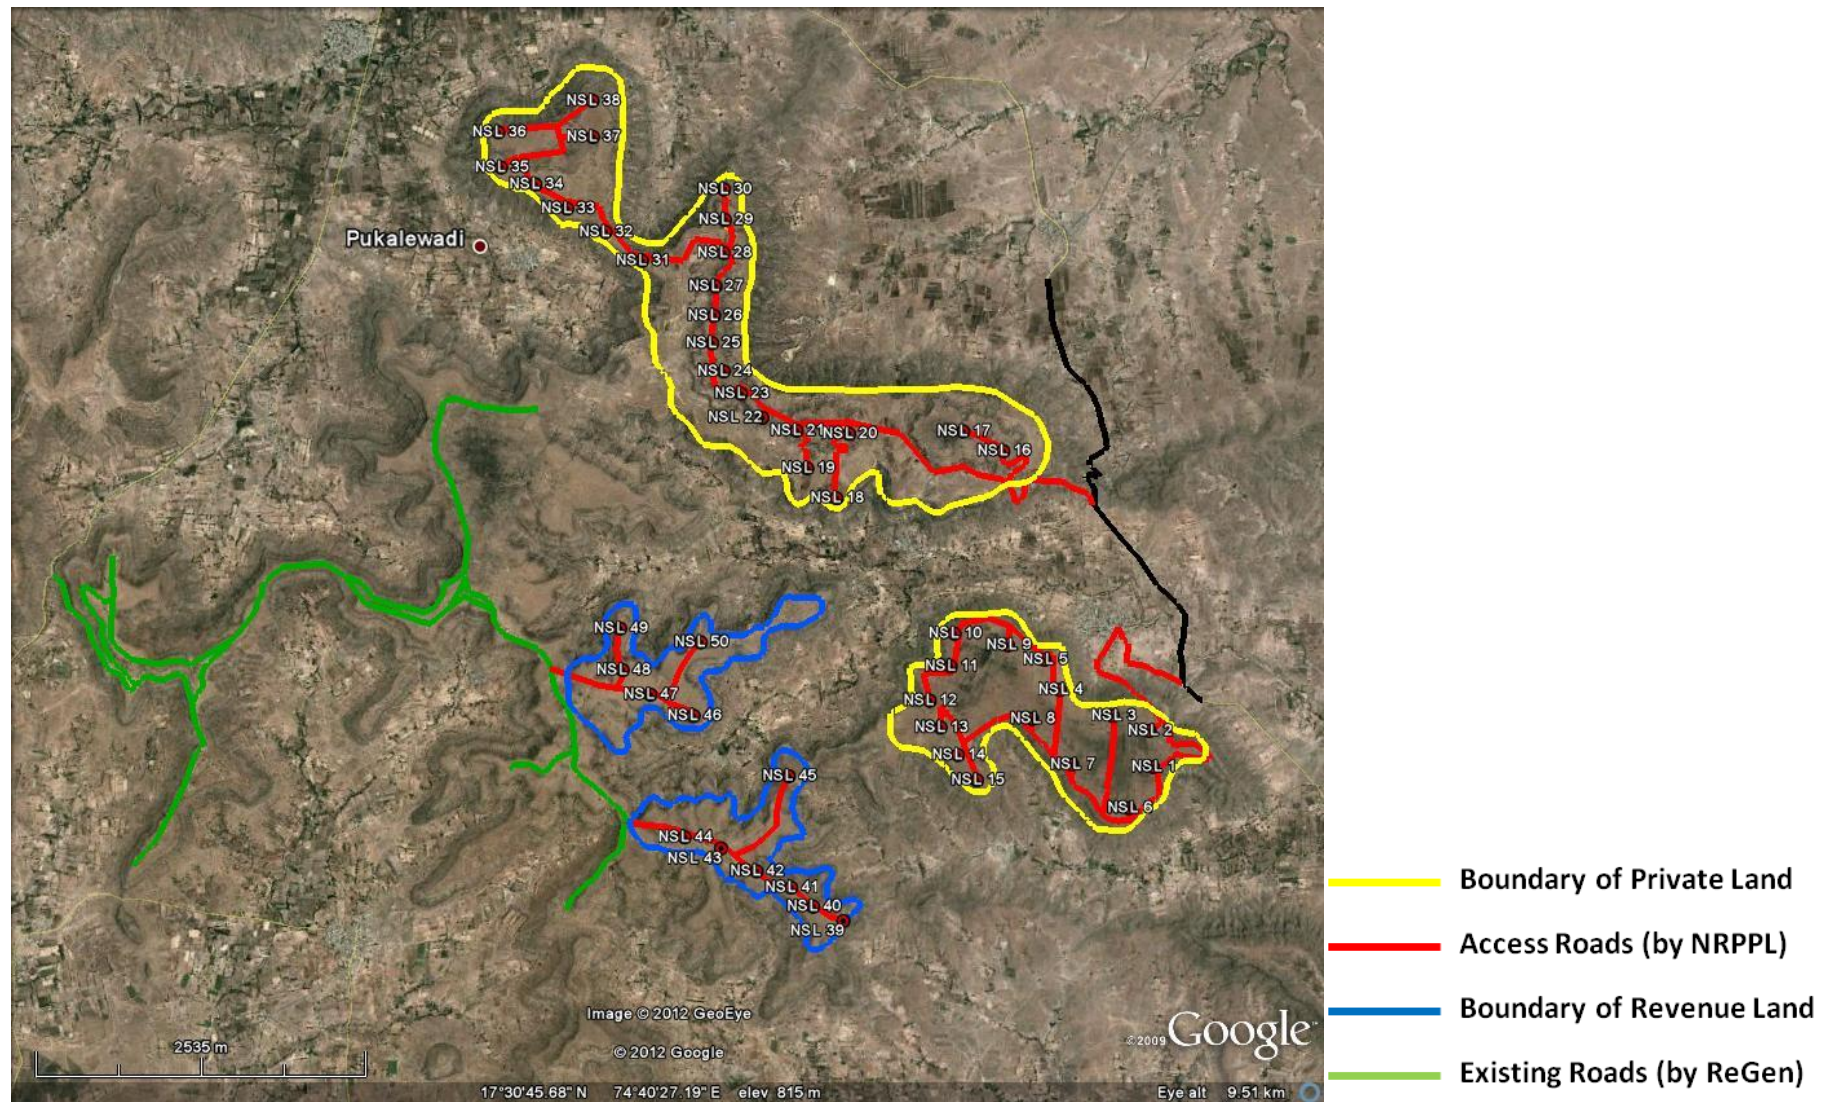 NSL 38
NSL 36
NSL 37
NSL 35
NSL 34
NSL 30
NSL 33
NSL 29
NSL 32
Pukalewadi
NSL 28
NSL 31
NSL 27
NSL 26
NSL 25
NSL 24
NSL 23
NSL 22
NSL 21
NSL 20
NSL 17
NSL 16
NSL 19
NSL 18
NSL 49
NSL 50
NSL 10
NSL 9
NSL 48
NSL 11
NSL 5
NSL 47
NSL 4
NSL 12
NSL 46
NSL 8
NSL 3
NSL 13
NSL 2
NSL 14
NSL 7
NSL 1
NSL 45
NSL 15
NSL 6
NSL 44
NSL 43
NSL 42
NSL 41
NSL 40
NSL 39
Boundary of Private Land
Access Roads (by NRPPL)
Boundary of Revenue Land
Existing Roads (by ReGen)
Image © 2012 GeoEye
© 2012 Google
©2009 Google™
2535 m
17°30'45.68" N 74°40'27.19" E elev 815 m
Eye alt 9.51 km